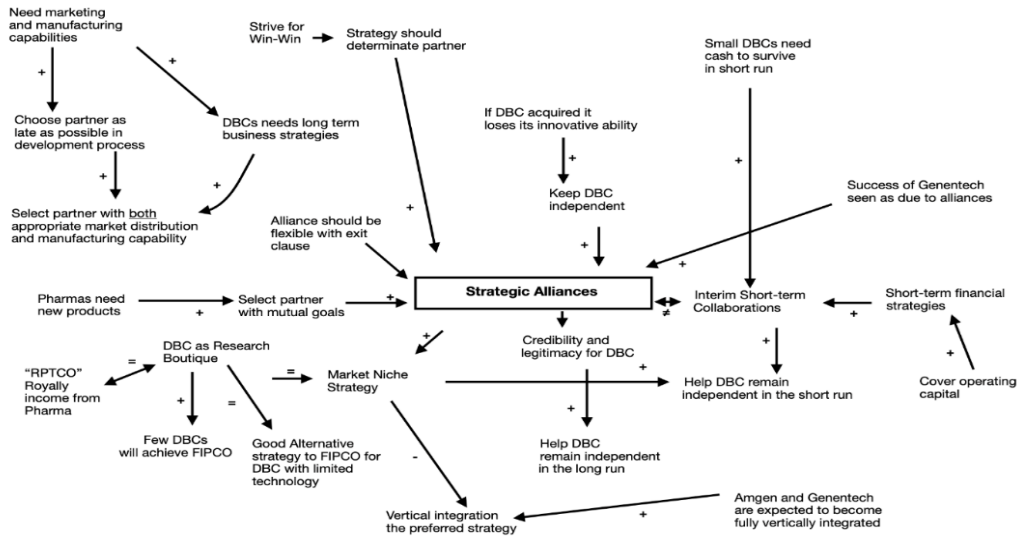 Need marketing
and manufacturing
capabilities
Strive for
Win-Win
Strategy should
determinate partner
Small DBCs need
cash to survive
in short run
+
+
Choose partner as
late as possible in
development process
DBCs needs long term
business strategies
If DBC acquired it
loses its innovative ability
+
+
+
+
Keep DBC
independent
Success of Genentech
seen as due to alliances
Select partner with both
appropriate market distribution
and manufacturing capability
Alliance should be
flexible with exit
clause
+
+
+
Strategic Alliances
Pharmas need
new products
+
Select partner
with mutual goals
+
≠
Interim Short-term
Collaborations
+
Short-term financial
strategies
DBC as Research
Boutique
+
Credibility and
legitimacy for DBC
+
+
“RPTCO”
Royally
income from
Pharma
=
=
Market Niche
Strategy
+
Help DBC remain
independent in the short run
Cover operating
capital
+
=
+
Few DBCs
will achieve FIPCO
Good Alternative
strategy to FIPCO for
DBC with limited
technology
-
Help DBC
remain independent
in the long run
Vertical integration
the preferred strategy
+
Amgen and Genentech
are expected to become
fully vertically integrated